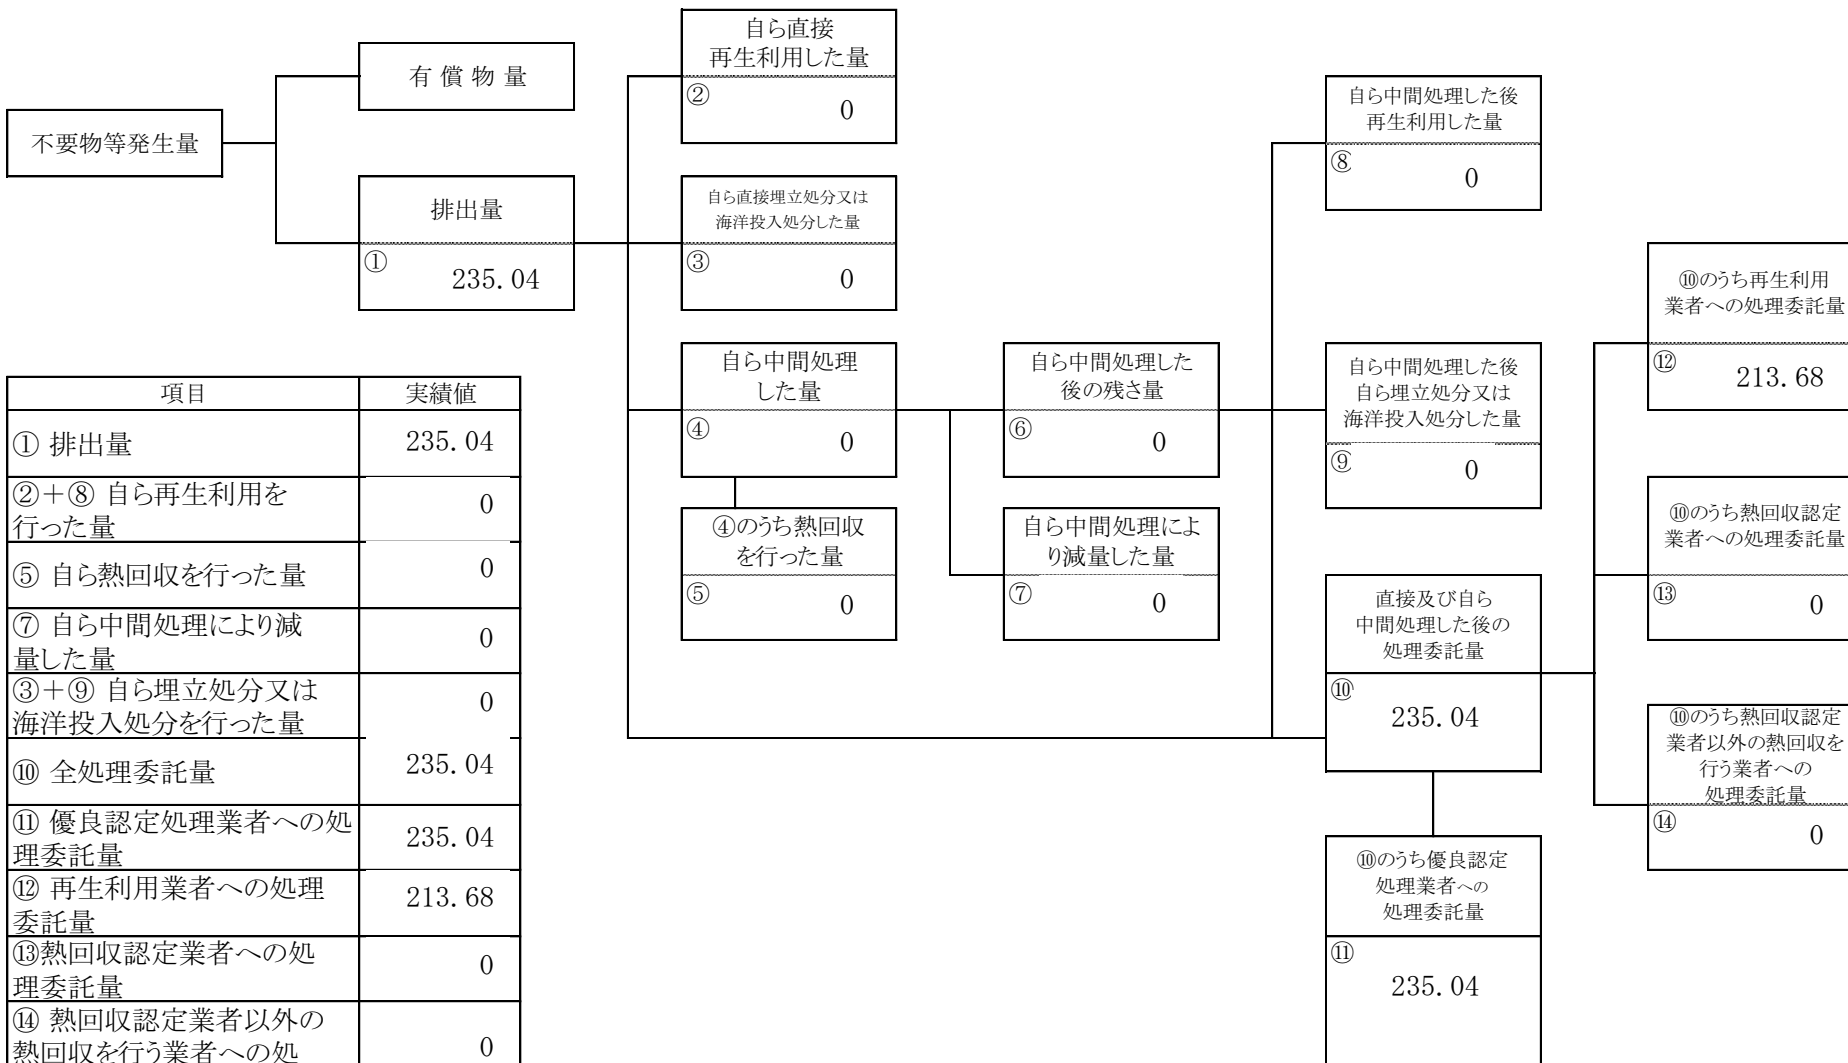 不要物等発生量
有 償 物 量
排出量
①
235.04
自ら直接
再生利用した量
②
0
自ら直接埋立処分又は
海洋投入処分した量
③
0
自ら中間処理
した量
④
0
④のうち熱回収
を行った量
⑤
0
自ら中間処理した
後の残さ量
⑥
0
自ら中間処理によ
り減量した量
⑦
0
自ら中間処理した後
再生利用した量
⑧
0
自ら中間処理した後
自ら埋立処分又は
海洋投入処分した量
⑨
0
直接及び自ら
中間処理した後の
処理委託量
⑩
235.04
⑩のうち優良認定
処理業者への
処理委託量
⑪
235.04
⑩のうち再生利用
業者への処理委託量
⑫
213.68
⑩のうち熱回収認定
業者への処理委託量
⑬
0
⑩のうち熱回収認定
業者以外の熱回収を
行う業者への
処理委託量
⑭
0
項目 実績値
① 排出量 235.04
②+⑧ 自ら再生利用を
行った量 0
⑤ 自ら熱回収を行った量 0
⑦ 自ら中間処理により減
量した量 0
③+⑨ 自ら埋立処分又は
海洋投入処分を行った量 0
⑩ 全処理委託量 235.04
⑪ 優良認定処理業者への処
理委託量 235.04
⑫ 再生利用業者への処理
委託量 213.68
⑬熱回収認定業者への処
理委託量 0
⑭ 熱回収認定業者以外の
熱回収を行う業者への処 0